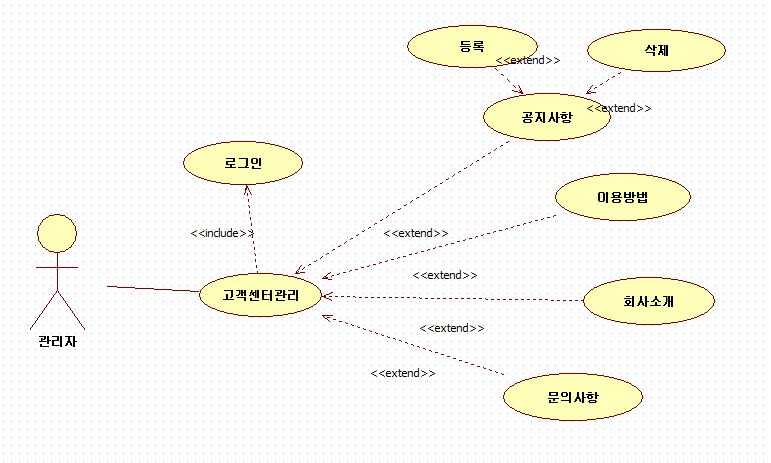 등록
<<extend>>
삭제
<<extend>>
공지사항
로그인
이용방법
<<include>>
<<extend>>
<<extend>>
고객센터관리
회사소개
<<extend>>
관리자
<<extend>>
문의사항